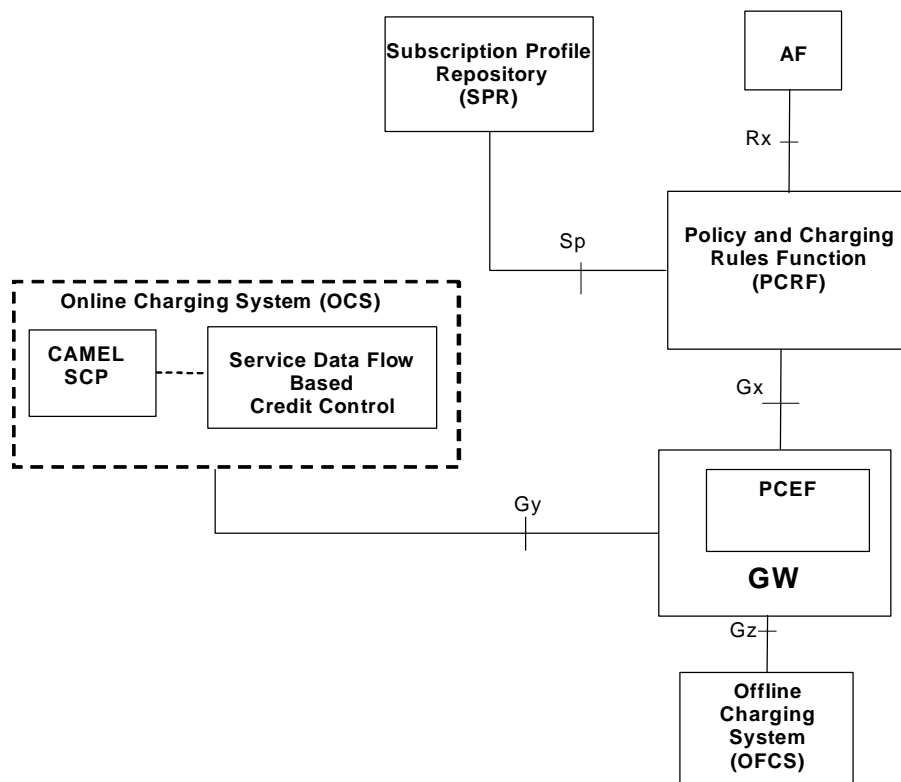 Subscription Profile
Repository
(SPR)
AF
Rx
Sp
Policy and Charging
Rules Function
(PCRF)
Online Charging System (OCS)
CAMEL
SCP
Service Data Flow
Based
Credit Control
Gx
PCEF
Gy
GW
Gz
Offline
Charging
System
(OFCS)